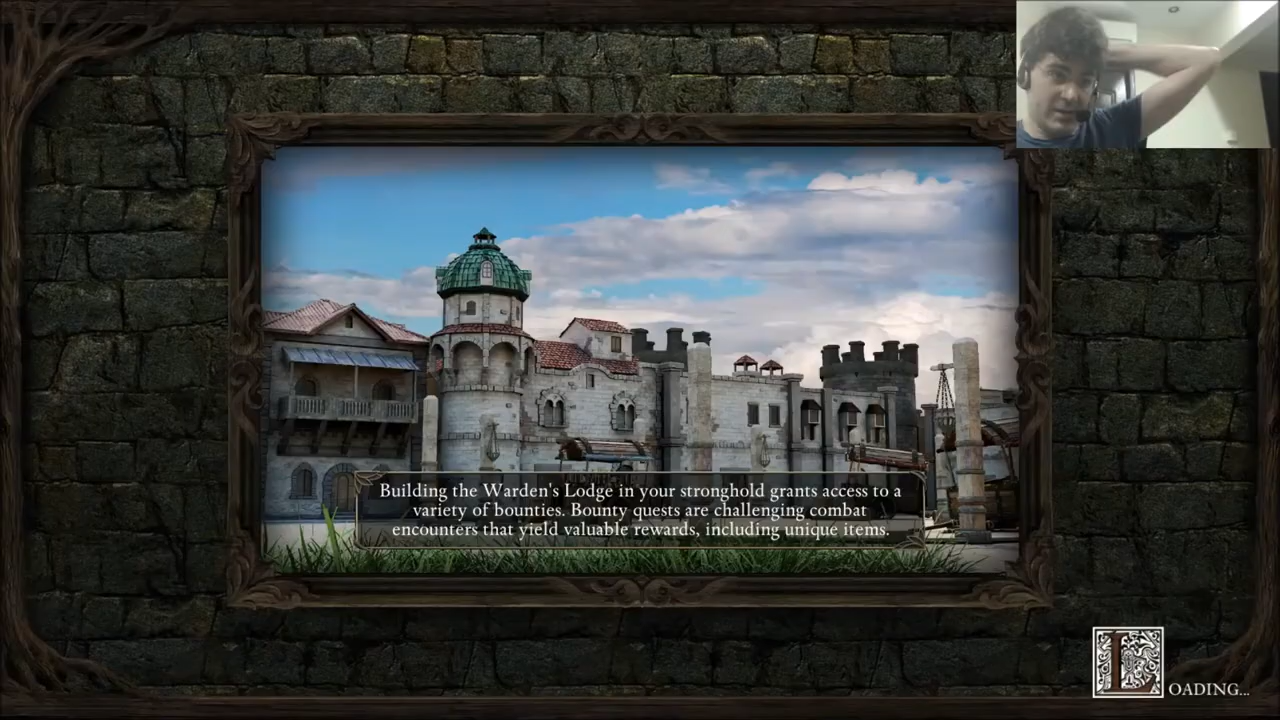 Building the Warden's Lodge in your stronghold grants access to a
variety of bounties. Bounty quests are challenging combat
encounters that yield valuable rewards, including unique items.
LOADING...